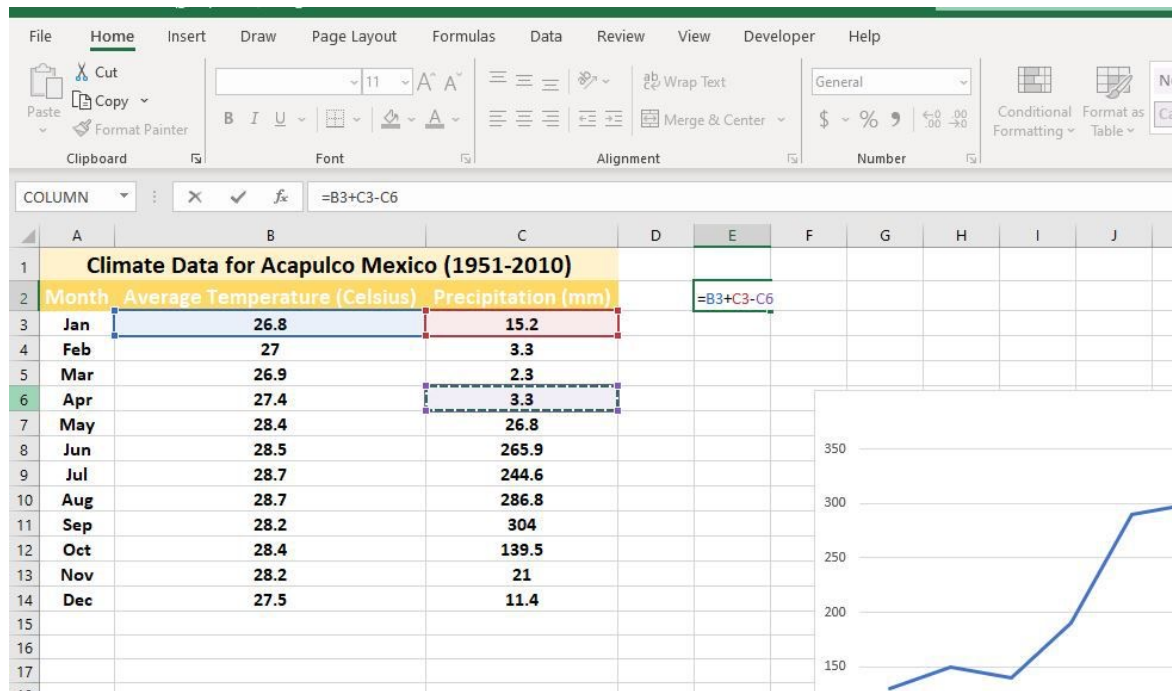 File Home Insert Draw Page Layout Formulas Data Review View Developer Help
Cut
Copy
Paste
Format Painter
11 A A
B I U A
ab Wrap Text
Merge & Center
General
$ % 9 .00
Conditional Formatting
Format as Table
Clipboard Font Alignment Number
COLUMN fx =B3+C3-C6
A B C D E F G H I J
1 Climate Data for Acapulco Mexico (1951-2010)
2 Month Average Temperature (Celsius) Precipitation (mm) =B3+C3-C6
3 Jan 26.8 15.2
4 Feb 27 3.3
5 Mar 26.9 2.3
6 Apr 27.4 3.3
7 May 28.4 26.8
8 Jun 28.5 265.9
9 Jul 28.7 244.6
10 Aug 28.7 286.8
11 Sep 28.2 304
12 Oct 28.4 139.5
13 Nov 28.2 21
14 Dec 27.5 11.4
15
16
17
350
300
250
200
150